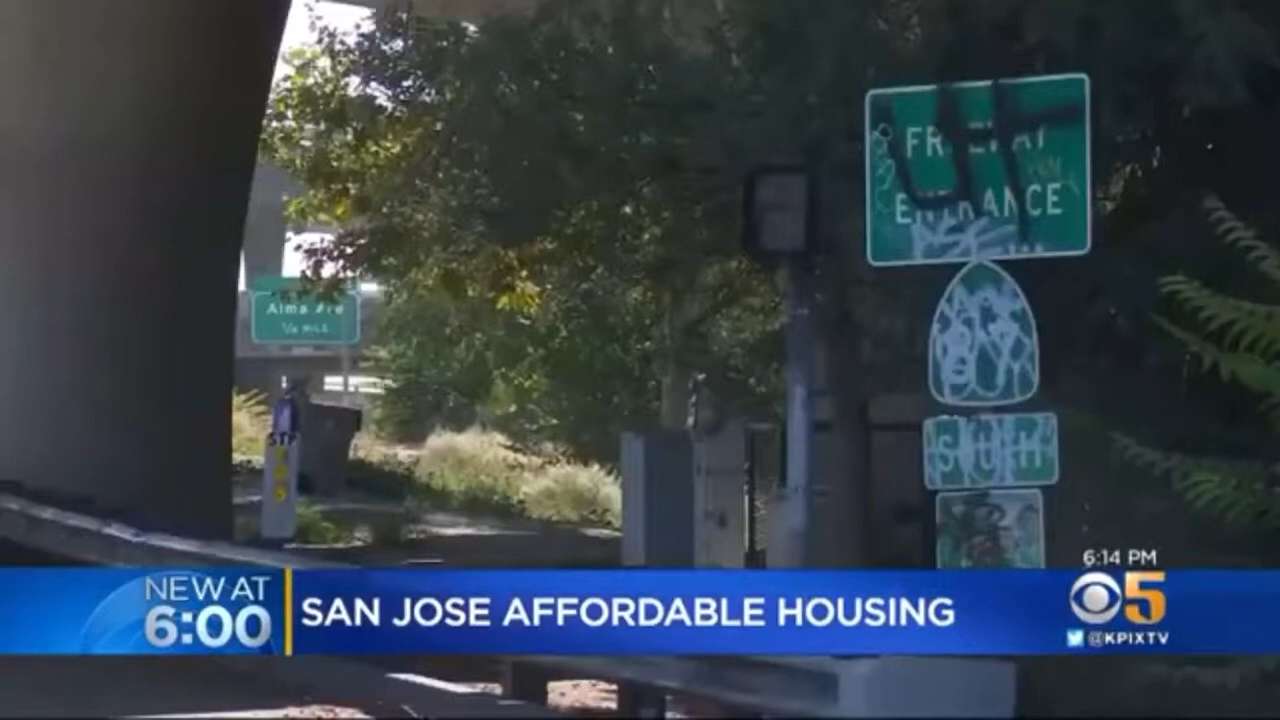 FREEWAY
ENTRANCE
Alma Ave
1/4 MILE
SOUTH
6:14 PM
NEW AT
6:00
SAN JOSE AFFORDABLE HOUSING
5
@KPIXTV